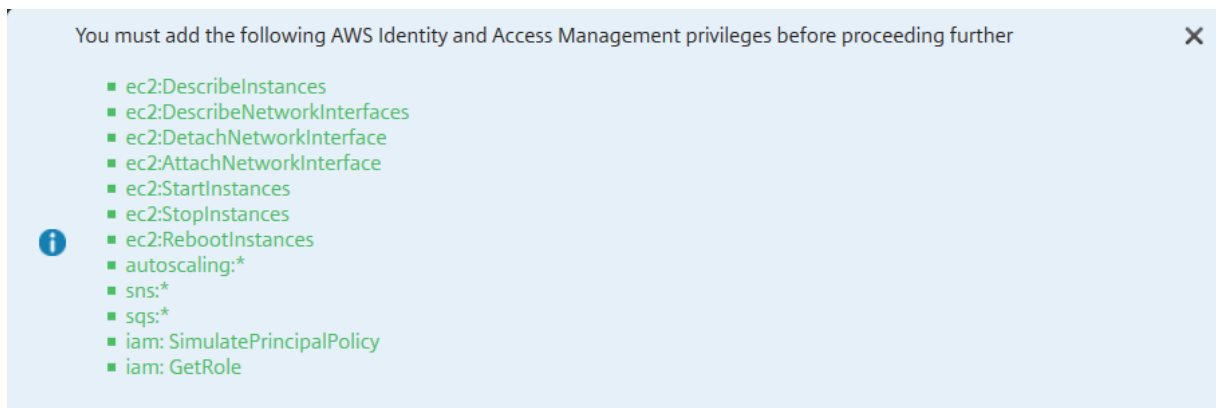 You must add the following AWS Identity and Access Management privileges before proceeding further
ec2:DescribeInstances
ec2:DescribeNetworkInterfaces
ec2:DetachNetworkInterface
ec2:AttachNetworkInterface
ec2:StartInstances
ec2:StopInstances
ec2:RebootInstances
autoscaling:*
sns:*
sqs:*
iam: SimulatePrincipalPolicy
iam: GetRole